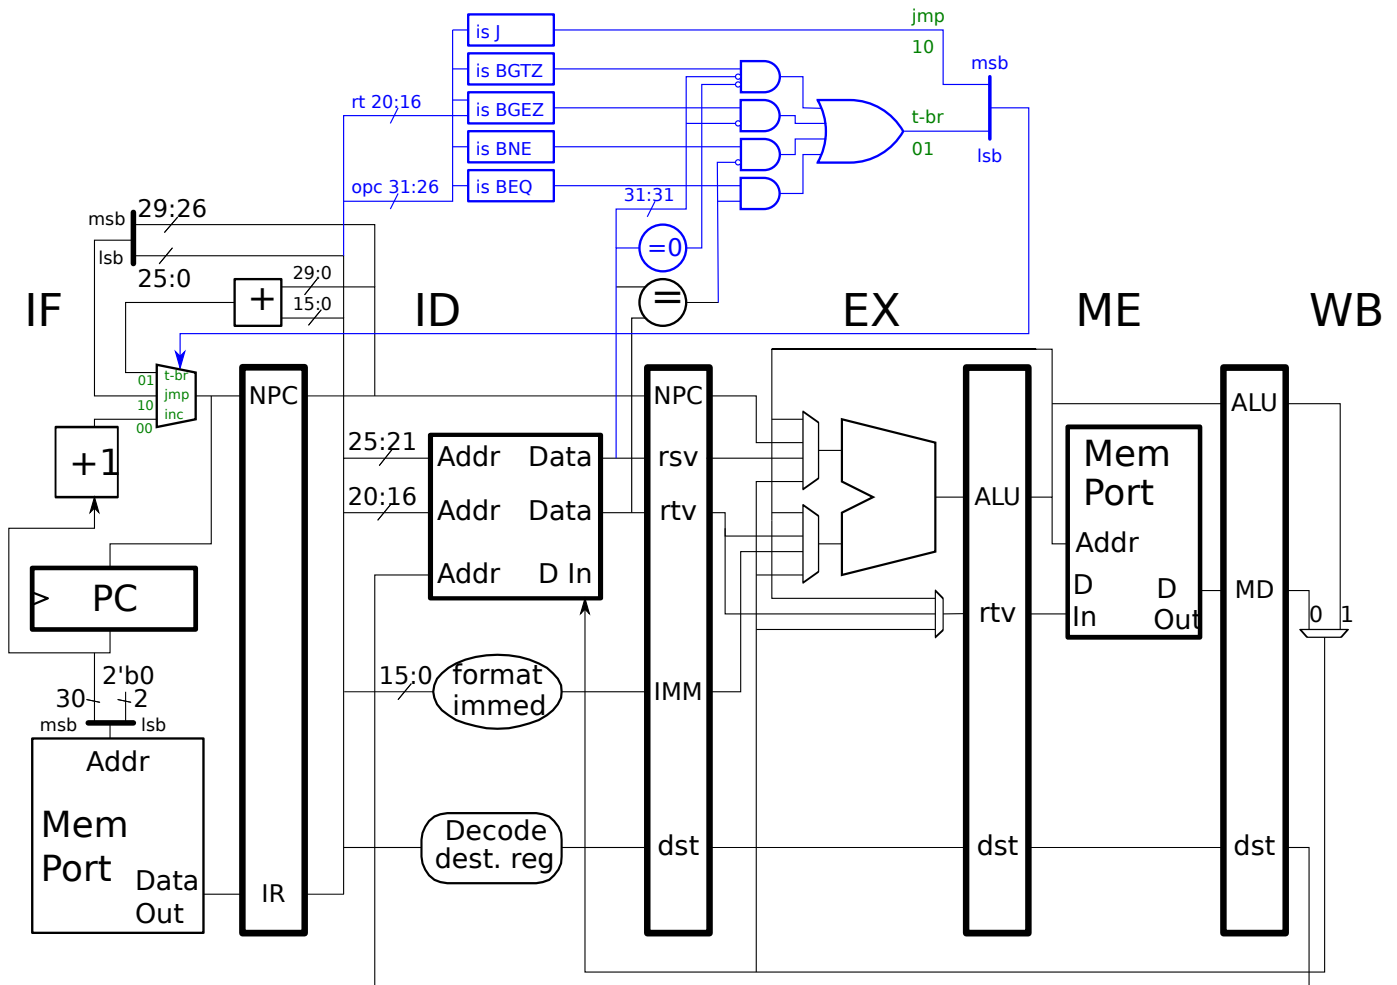 is J
jmp
10
is BGTZ
msb
rt 20:16
is BGEZ
t-br
01
is BNE
lsb
opc 31:26
is BEQ
31:31
msb
29:26
lsb
25:0
=0
29:0
+
15:0
=
IF
ID
EX
ME
WB
01
t-br
jmp
10
inc
00
NPC
NPC
ALU
+1
25:21
Addr
Data
rsv
Mem
Port
20:16
Addr
Data
rtv
ALU
Addr
Addr
D In
PC
D
In
D
Out
MD
rtv
0
1
2'b0
30
2
msb
lsb
15:0
format
immed
IMM
Addr
Mem
Port
Data
Out
IR
Decode
dest. reg
dst
dst
dst